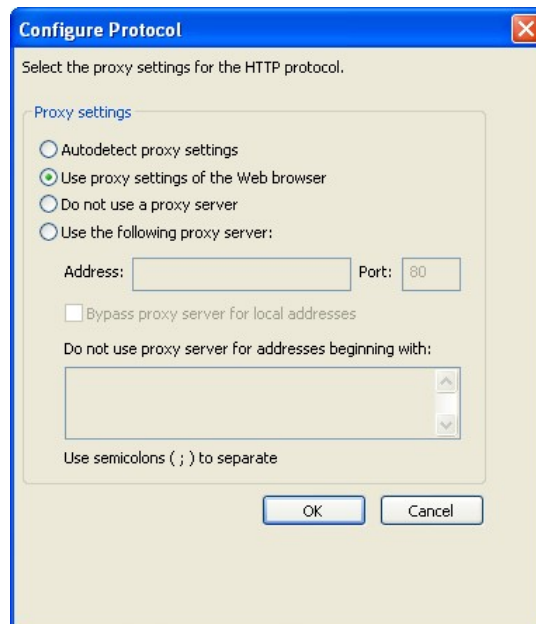 Configure Protocol
Select the proxy settings for the HTTP protocol.
Proxy settings
Autodetect proxy settings
Use proxy settings of the Web browser
Do not use a proxy server
Use the following proxy server:
Address: Port: 80
Bypass proxy server for local addresses
Do not use proxy server for addresses beginning with:
Use semicolons ( ; ) to separate
OK Cancel